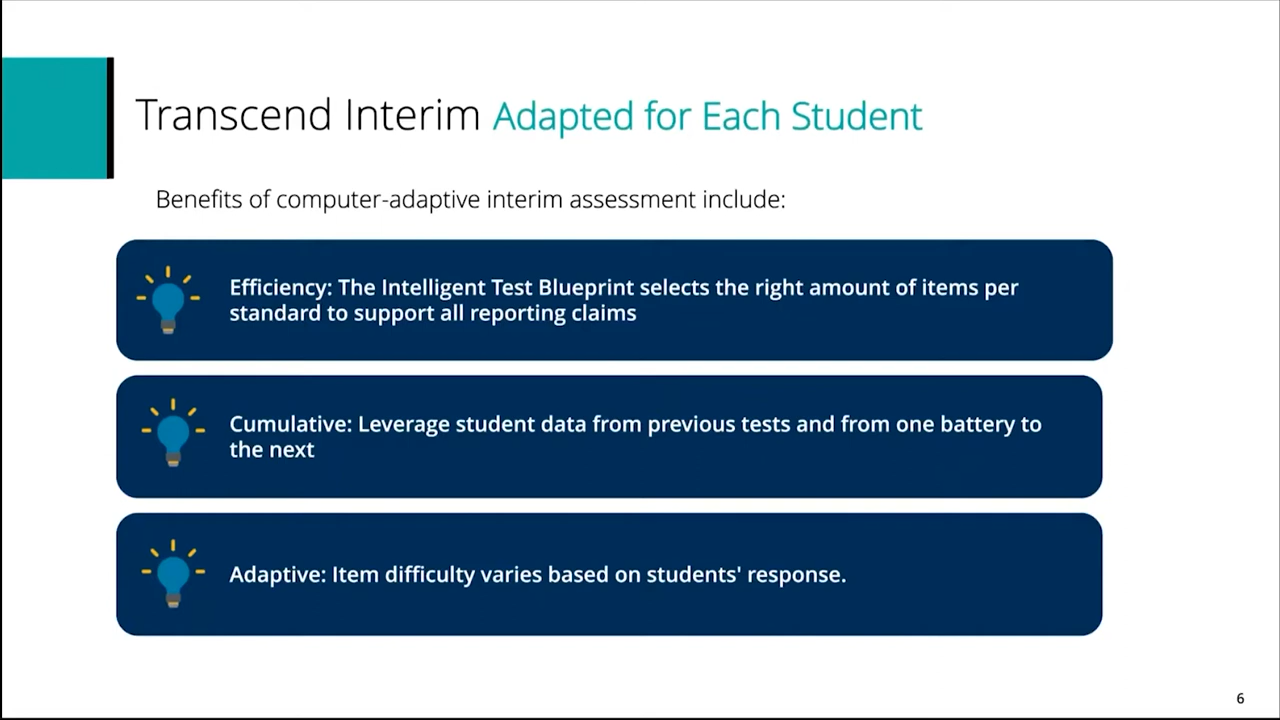 Transcend Interim Adapted for Each Student
Benefits of computer-adaptive interim assessment include:
Efficiency: The Intelligent Test Blueprint selects the right amount of items per
standard to support all reporting claims
Cumulative: Leverage student data from previous tests and from one battery to
the next
Adaptive: Item difficulty varies based on students' response.
6